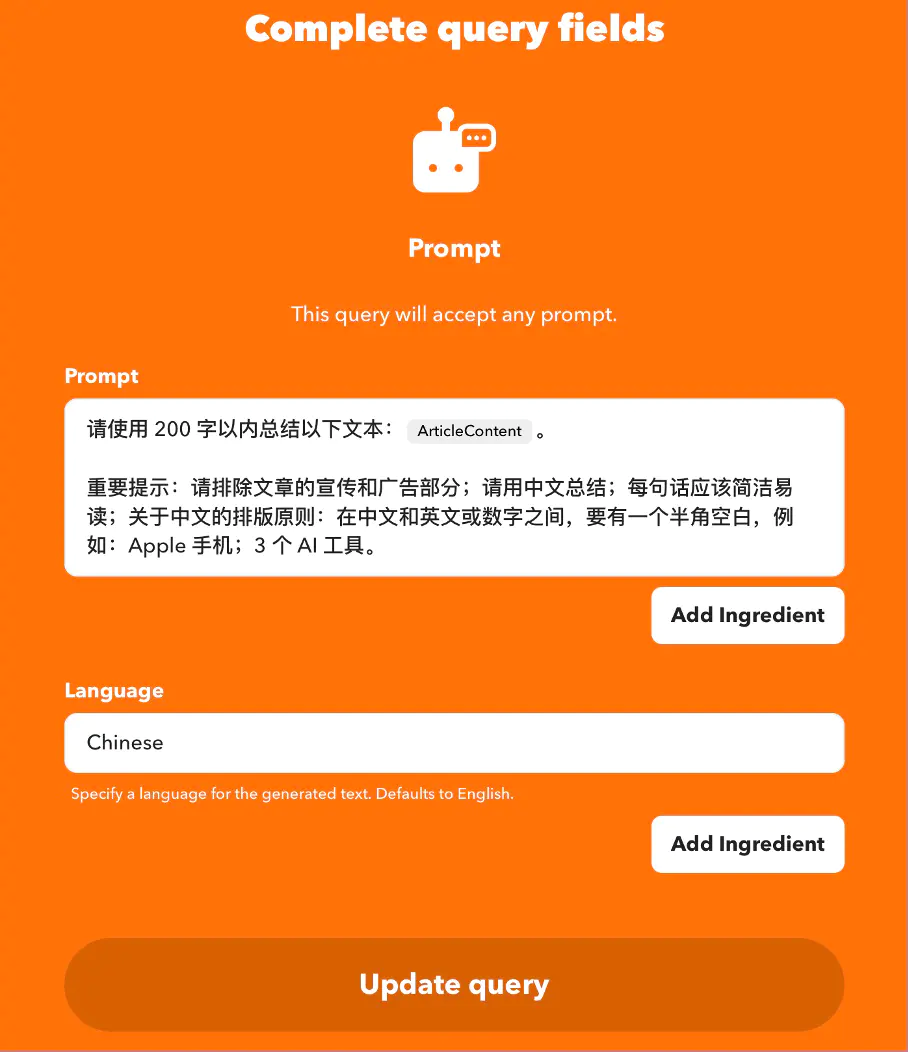 Complete query fields
Prompt
This query will accept any prompt.
Prompt
请使用 200 字以内总结以下文本： ArticleContent 。
重要提示：请排除文章的宣传和广告部分；请用中文总结；每句话应该简洁易
读；关于中文的排版原则：在中文和英文或数字之间，要有一个半角空白，例
如：Apple 手机；3 个 AI 工具。
Add Ingredient
Language
Chinese
Specify a language for the generated text. Defaults to English.
Add Ingredient
Update query